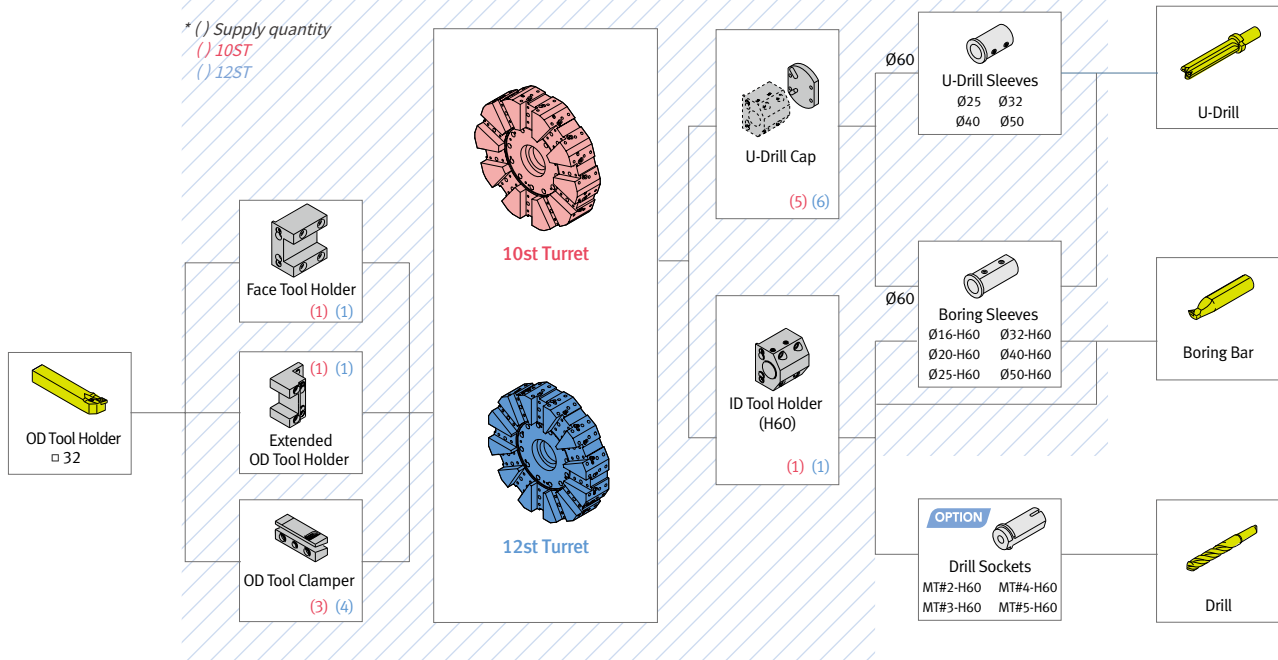 * ( ) Supply quantity
( ) 10ST
( ) 12ST
OD Tool Holder
□ 32
Face Tool Holder
(1) (1)
(1) (1)
Extended
OD Tool Holder
OD Tool Clamper
(3) (4)
10st Turret
12st Turret
U-Drill Cap
(5) (6)
ID Tool Holder
(H60)
(1) (1)
Ø60
U-Drill Sleeves
Ø25 Ø32
Ø40 Ø50
Ø60
Boring Sleeves
Ø16-H60 Ø32-H60
Ø20-H60 Ø40-H60
Ø25-H60 Ø50-H60
OPTION
Drill Sockets
MT#2-H60 MT#4-H60
MT#3-H60 MT#5-H60
U-Drill
Boring Bar
Drill